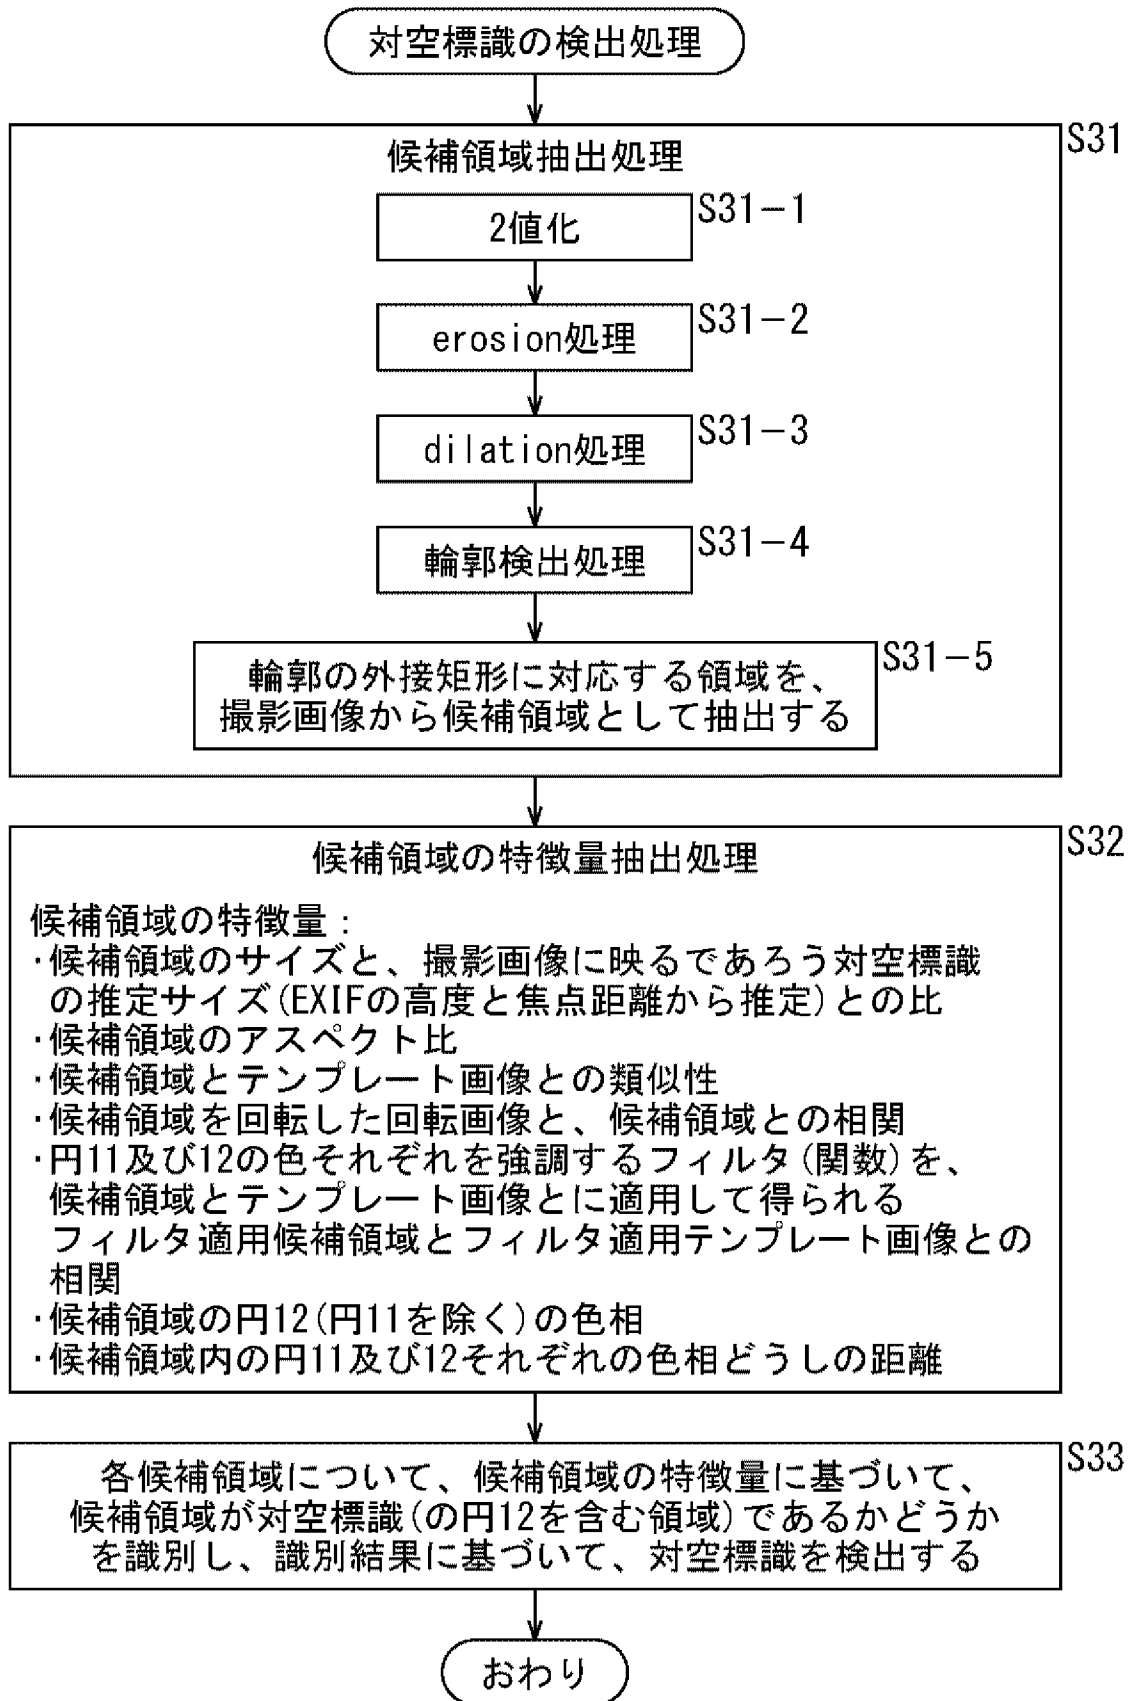 対空標識の検出処理
S31
候補領域抽出処理
S31-1
2値化
S31-2
erosion処理
S31-3
dilation処理
S31-4
輪郭検出処理
S31-5
輪郭の外接矩形に対応する領域を、
撮影画像から候補領域として抽出する
S32
候補領域の特徴量抽出処理
候補領域の特徴量：
・候補領域のサイズと、撮影画像に映るであろう対空標識
の推定サイズ(EXIFの高度と焦点距離から推定)との比
・候補領域のアスペクト比
・候補領域とテンプレート画像との類似性
・候補領域を回転した回転画像と、候補領域との相関
・円11及び12の色それぞれを強調するフィルタ(関数)を、
候補領域とテンプレート画像とに適用して得られる
フィルタ適用候補領域とフィルタ適用テンプレート画像との
相関
・候補領域の円12(円11を除く)の色相
・候補領域内の円11及び12それぞれの色相どうしの距離
S33
各候補領域について、候補領域の特徴量に基づいて、
候補領域が対空標識(の円12を含む領域)であるかどうか
を識別し、識別結果に基づいて、対空標識を検出する
おわり